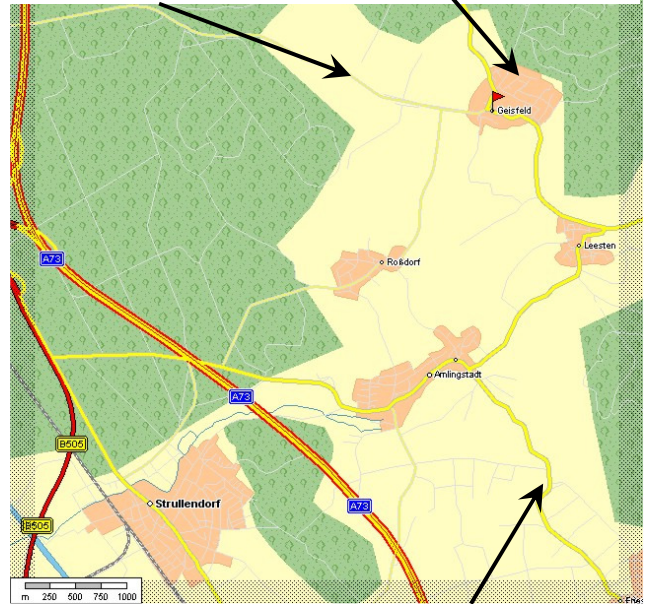 Geisfeld
Leesten
A73
Roßdorf
Amlingstadt
A73
B505
Strullendorf
A73
B505
m 250 500 750 1000